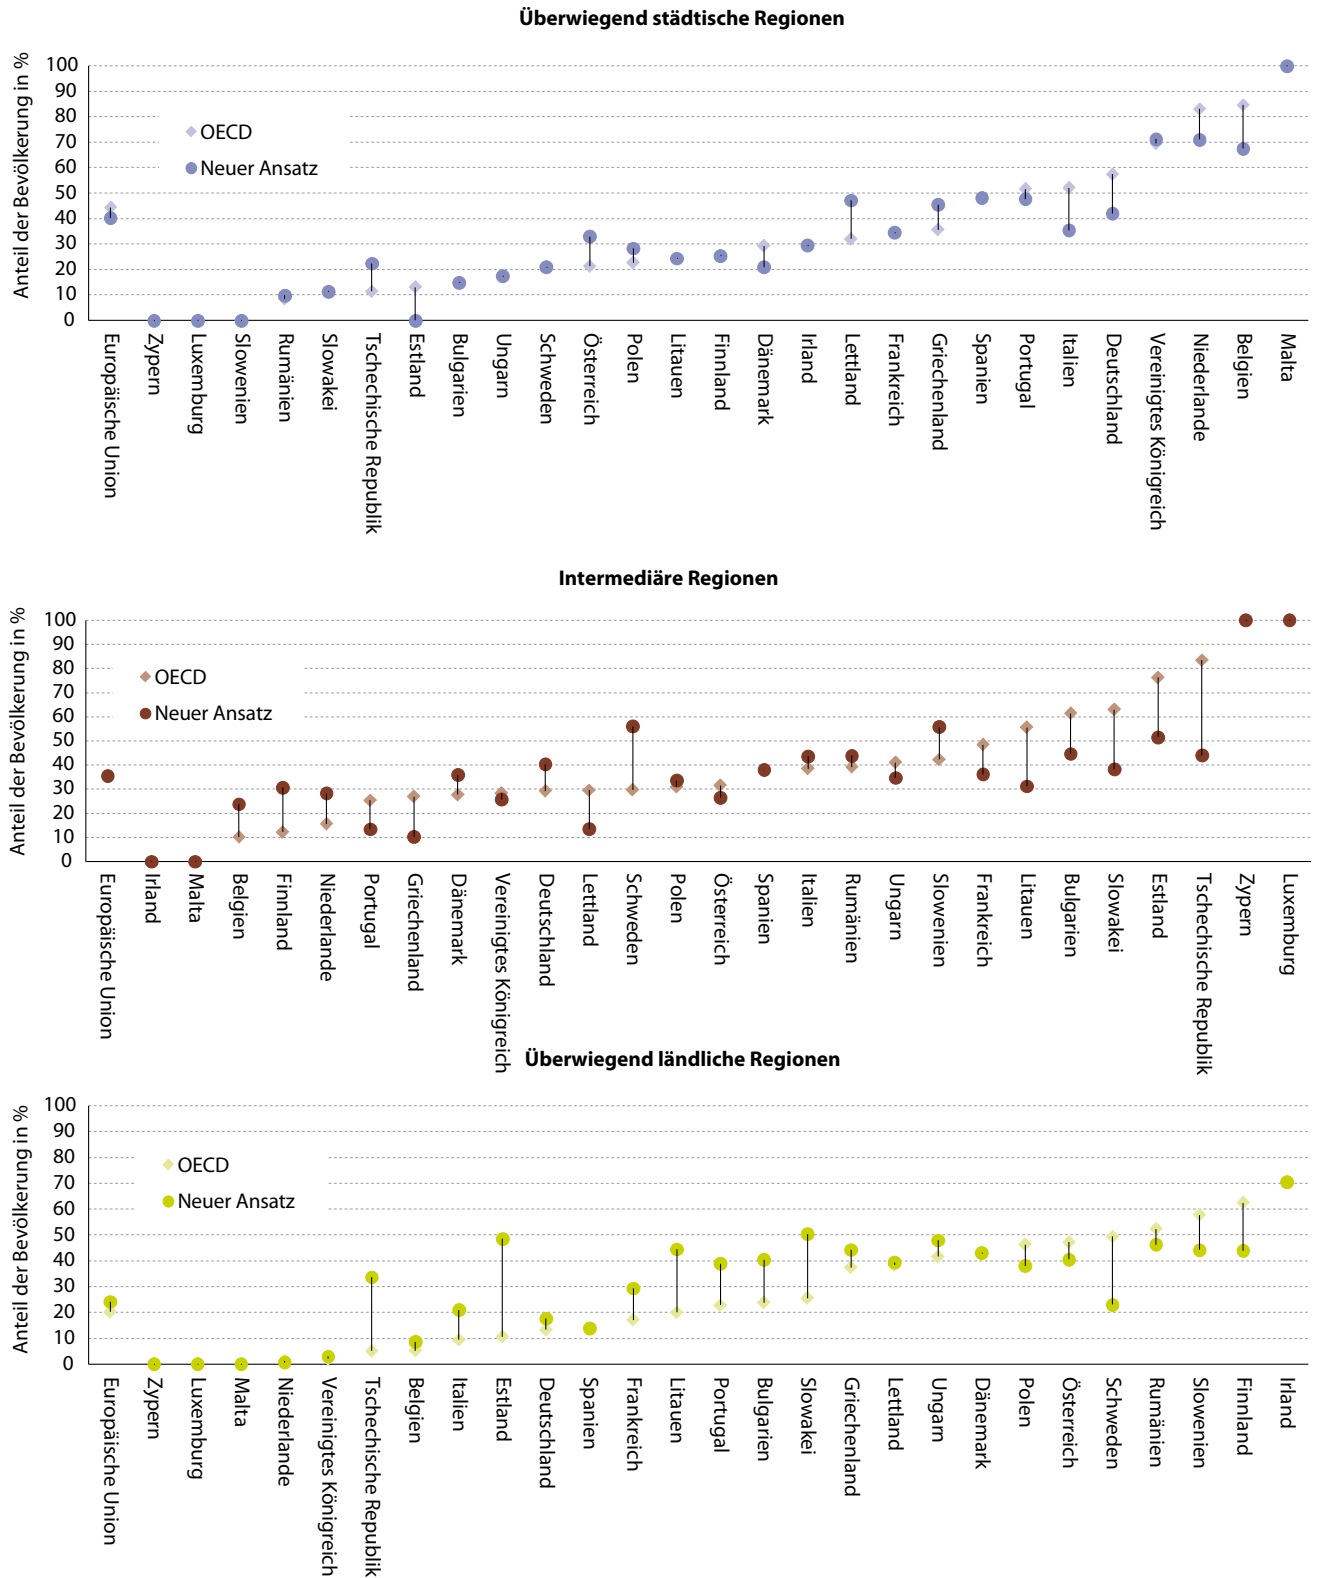 Überwiegend städtische Regionen
Anteil der Bevölkerung in %
100
90
80
70
60
50
40
30
20
10
0
OECD
Neuer Ansatz
Europäische Union
Zypern
Luxemburg
Slowenien
Rumänien
Slowakei
Tschechische Republik
Estland
Bulgarien
Ungarn
Schweden
Österreich
Polen
Litauen
Finnland
Dänemark
Irland
Lettland
Frankreich
Griechenland
Spanien
Portugal
Italien
Deutschland
Vereinigtes Königreich
Niederlande
Belgien
Malta
Intermediäre Regionen
Anteil der Bevölkerung in %
100
90
80
70
60
50
40
30
20
10
0
OECD
Neuer Ansatz
Europäische Union
Irland
Malta
Belgien
Finnland
Niederlande
Portugal
Griechenland
Dänemark
Vereinigtes Königreich
Deutschland
Lettland
Schweden
Polen
Österreich
Spanien
Italien
Rumänien
Ungarn
Slowenien
Frankreich
Litauen
Bulgarien
Slowakei
Estland
Tschechische Republik
Zypern
Luxemburg
Überwiegend ländliche Regionen
Anteil der Bevölkerung in %
100
90
80
70
60
50
40
30
20
10
0
OECD
Neuer Ansatz
Europäische Union
Zypern
Luxemburg
Malta
Niederlande
Vereinigtes Königreich
Tschechische Republik
Belgien
Italien
Estland
Deutschland
Spanien
Frankreich
Litauen
Portugal
Bulgarien
Slowakei
Griechenland
Lettland
Ungarn
Dänemark
Polen
Österreich
Schweden
Rumänien
Slowenien
Finnland
Irland